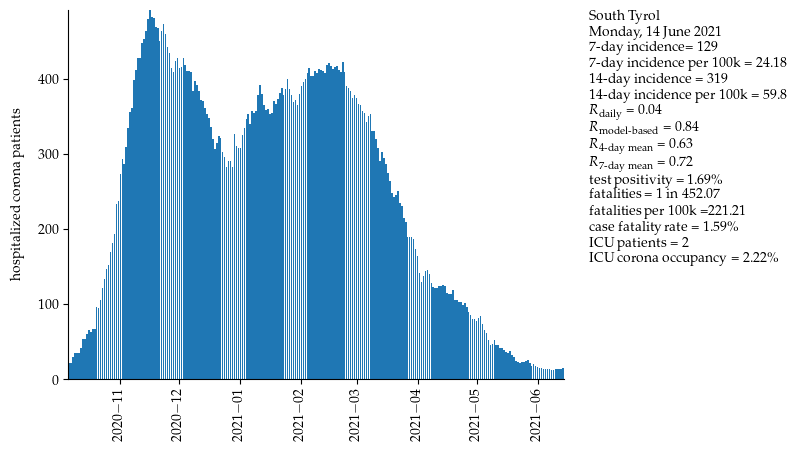 South Tyrol
Monday, 14 June 2021
7-day incidence= 129
7-day incidence per 100k = 24.18
14-day incidence = 319
14-day incidence per 100k = 59.8
R_daily = 0.04
R_model-based = 0.84
R_4-day mean = 0.63
R_7-day mean = 0.72
test positivity = 1.69%
fatalities = 1 in 452.07
fatalities per 100k =221.21
case fatality rate = 1.59%
ICU patients = 2
ICU corona occupancy = 2.22%
hospitalized corona patients
400
300
200
100
0
2020−11
2020−12
2021−01
2021−02
2021−03
2021−04
2021−05
2021−06